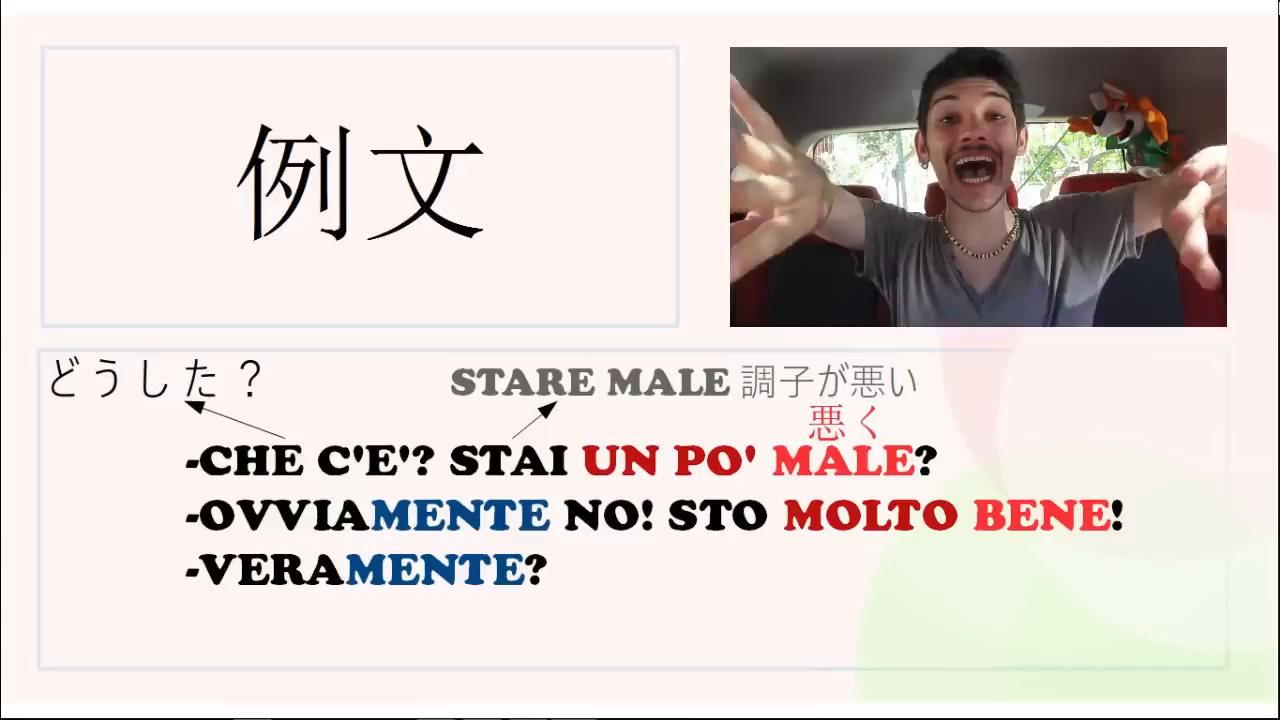 例文
どうした？
STARE MALE 調子が悪い
悪く
-CHE C'E'? STAI UN PO' MALE?
-OVVIAMENTE NO! STO MOLTO BENE!
-VERAMENTE?